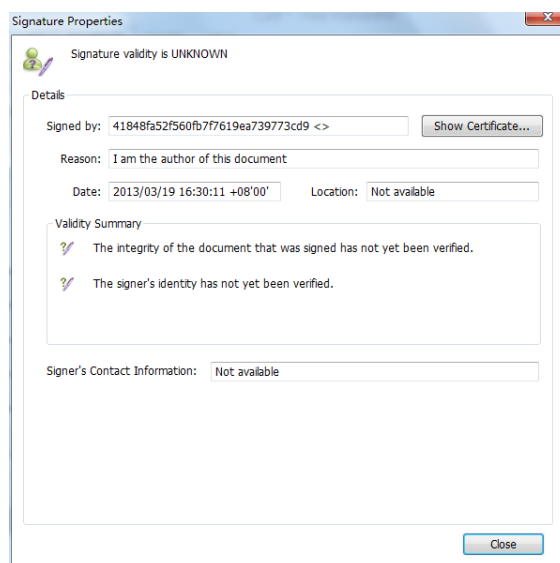 Signature Properties
Signature validity is UNKNOWN
Details
Signed by: 41848fa52f560fb7f7619ea739773cd9 <> Show Certificate...
Reason: I am the author of this document
Date: 2013/03/19 16:30:11 +08'00' Location: Not available
Validity Summary
The integrity of the document that was signed has not yet been verified.
The signer's identity has not yet been verified.
Signer's Contact Information: Not available
Close